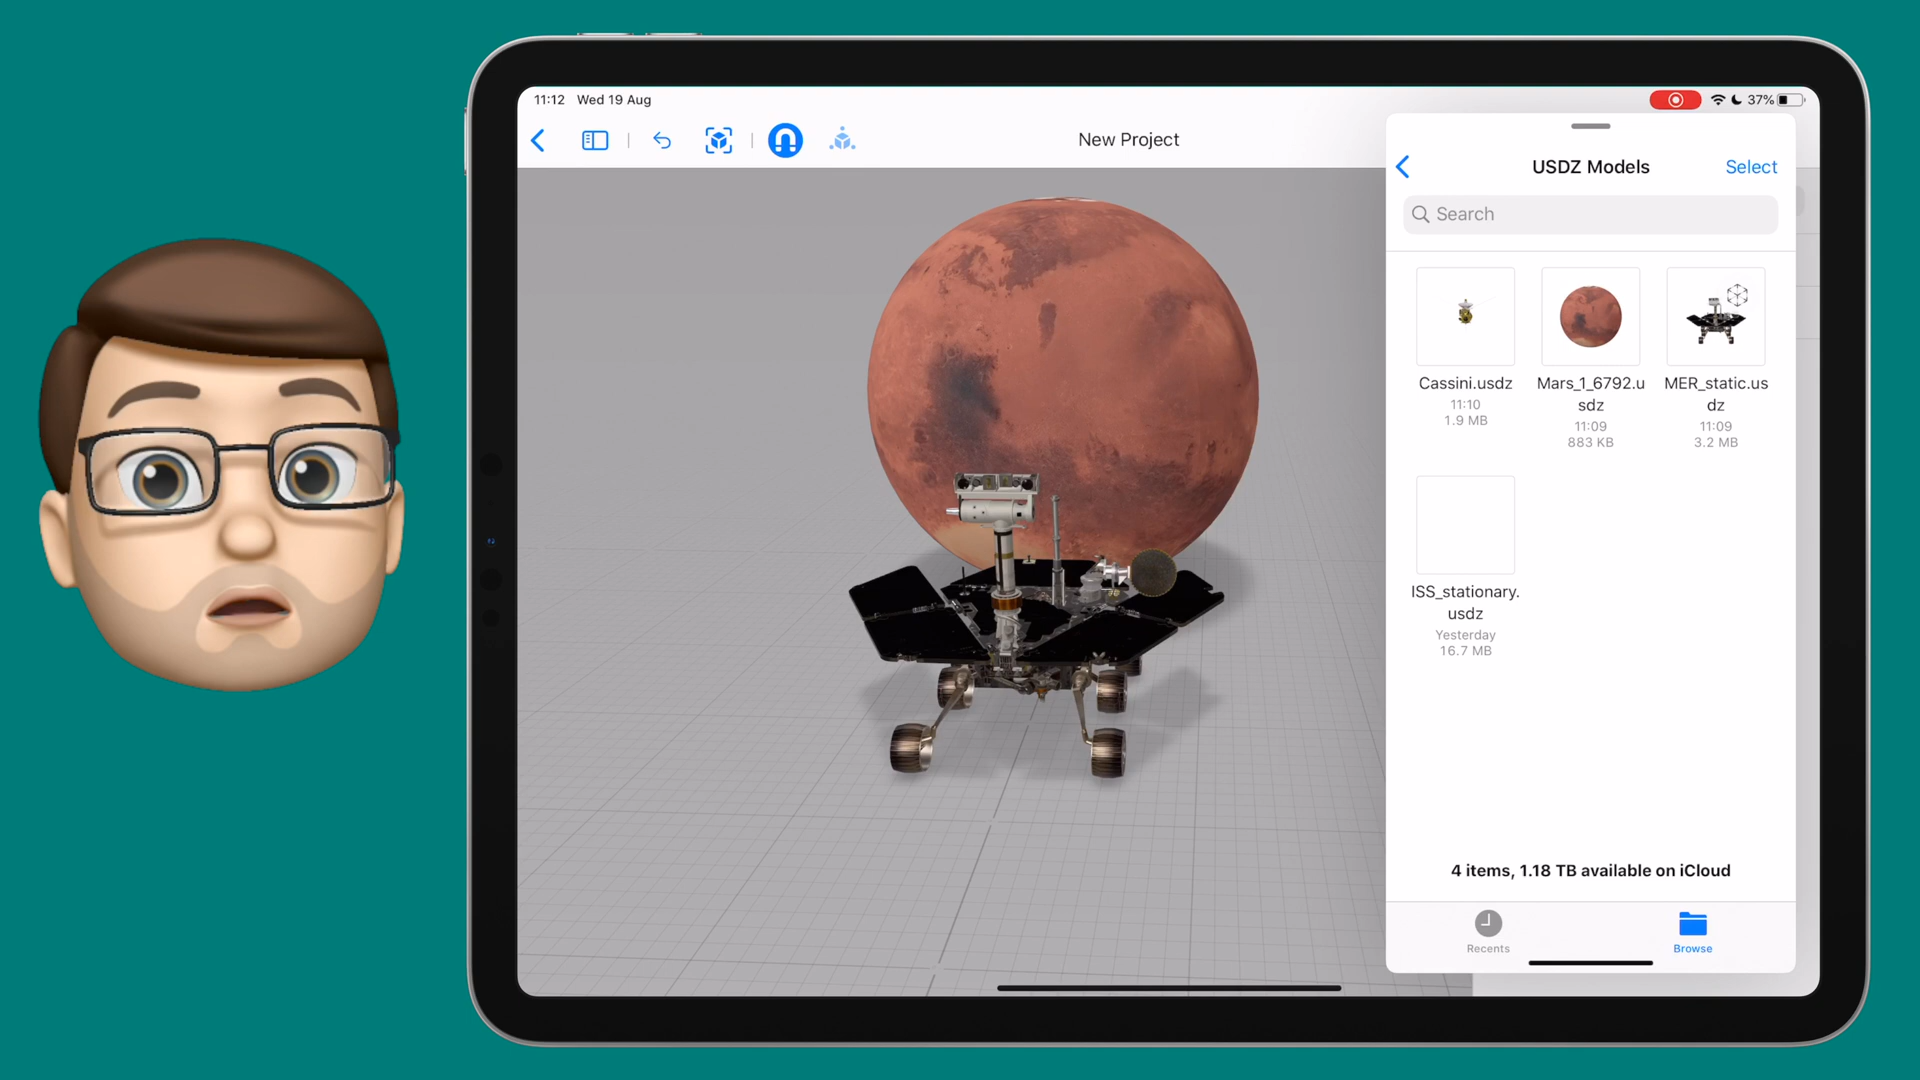 11:12 Wed 19 Aug
37%
New Project
USDZ Models
Select
Search
Cassini.usdz
11:10
1.9 MB
Mars_1_6792.u
sdz
11:09
883 KB
MER_static.us
dz
11:09
3.2 MB
ISS_stationary.
usdz
Yesterday
16.7 MB
4 items, 1.18 TB available on iCloud
Recents
Browse